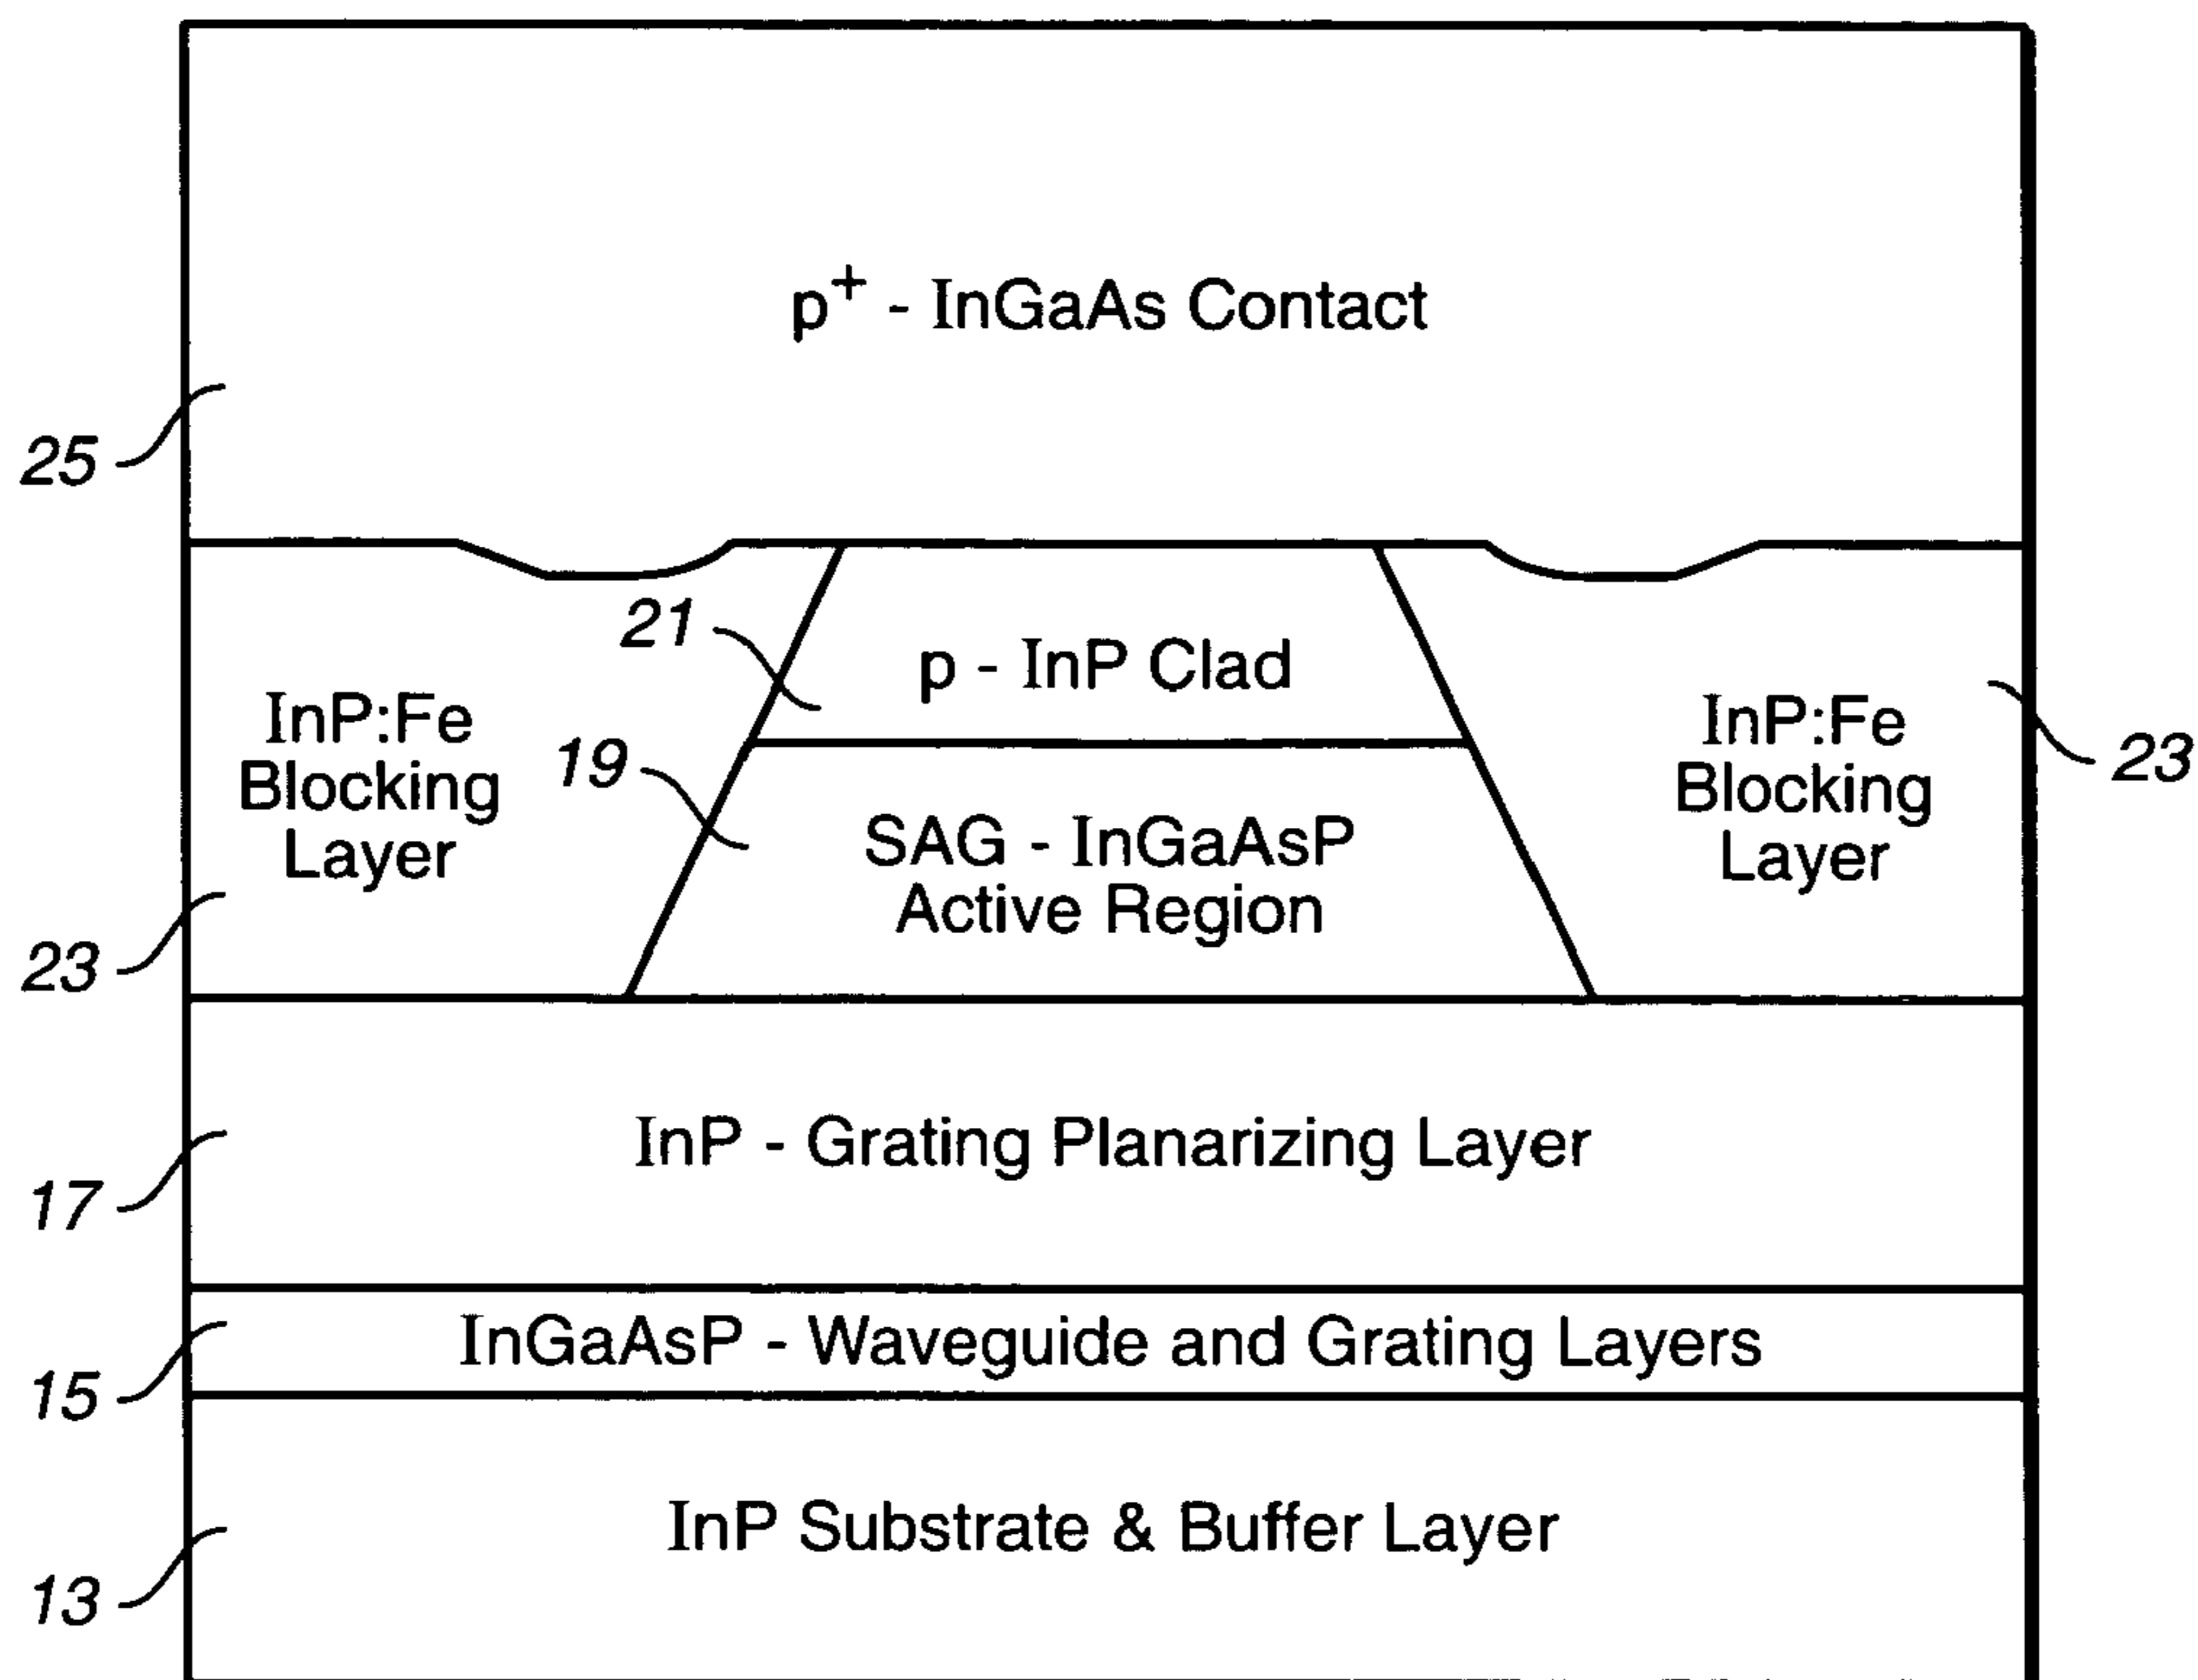 p+ - InGaAs Contact
25
21
p - InP Clad
InP:Fe
Blocking
Layer
19
InP:Fe
Blocking
Layer
23
SAG - InGaAsP
Active Region
23
InP - Grating Planarizing Layer
17
InGaAsP - Waveguide and Grating Layers
15
InP Substrate & Buffer Layer
13